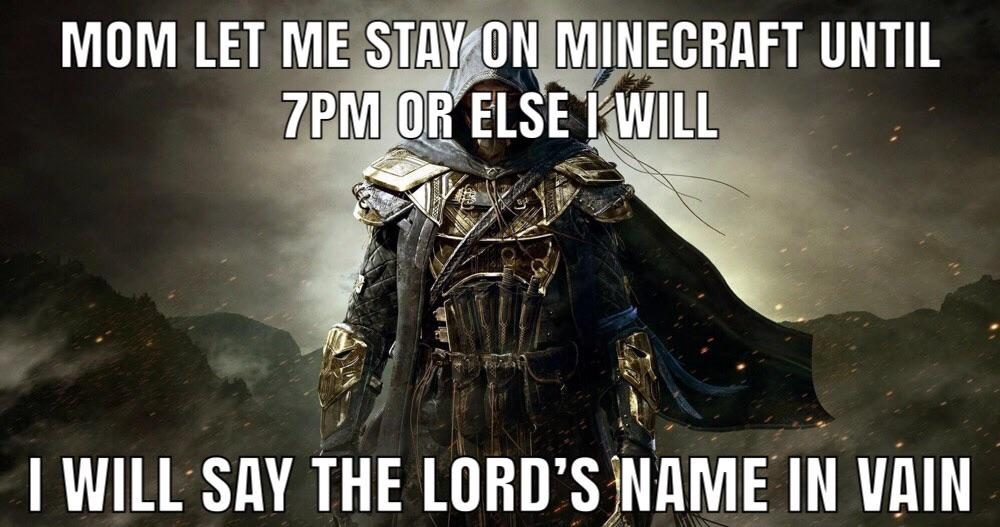 MOM LET ME STAY ON MINECRAFT UNTIL
7PM OR ELSE I WILL
I WILL SAY THE LORD'S NAME IN VAIN